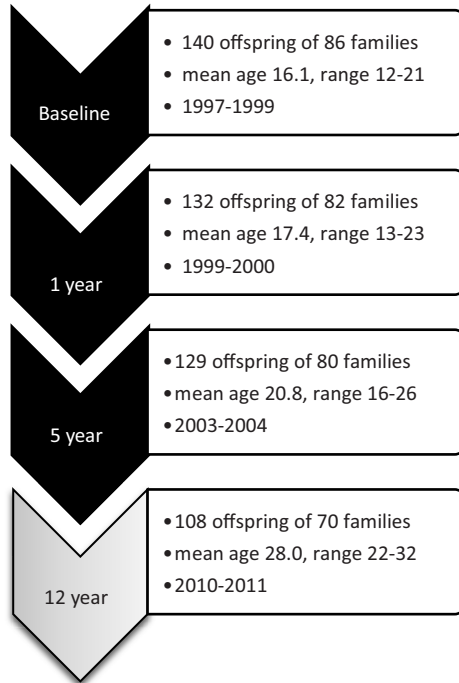 Baseline
• 140 offspring of 86 families
• mean age 16.1, range 12-21
• 1997-1999
1 year
• 132 offspring of 82 families
• mean age 17.4, range 13-23
• 1999-2000
5 year
•129 offspring of 80 families
•mean age 20.8, range 16-26
•2003-2004
12 year
•108 offspring of 70 families
•mean age 28.0, range 22-32
•2010-2011